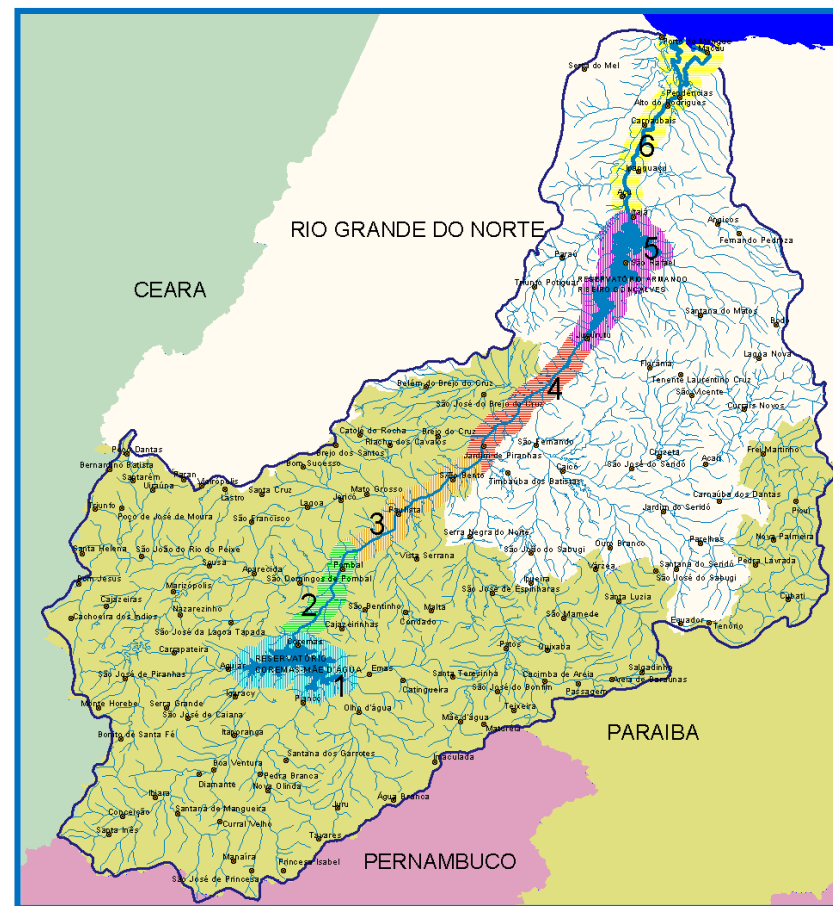 Macau
Serra do Mel
Pendências
Alto do Rodrigues
Carnaubais
6
Açu
Itajá
RIO GRANDE DO NORTE
Angicos
Fernando Pedroza
5
São Rafael
Paraú
CEARA
Triunfo Potiguar
RESERVATÓRIO ARMANDO
RIBEIRO GONÇALVES
Santana do Matos
Bodó
Jucurutu
Lagoa Nova
Florânia
Tenente Laurentino Cruz
4
Belém do Brejo do Cruz
São Vicente
São José do Brejo do Cruz
Currais Novos
Catolé do Rocha
Brejo do Cruz
Riacho dos Cavalos
São Fernando
Poço Dantas
Brejo dos Santos
Jardim de Piranhas
Cruzeta
Frei Martinho
Bernardino Batista
Bom Sucesso
Caicó
São José do Seridó
Acari
Santarém
São Bento
Timbaúba dos Batistas
Uiraúna
Lastro
Santa Cruz
Mato Grosso
Jericó
Carnaúba dos Dantas
Triunfo
Lagoa
Paulista
Jardim do Seridó
Picuí
Poço de José de Moura
São Francisco
3
Serra Negra do Norte
Ouro Branco
Parelhas
Nova Palmeira
Santa Helena
São João do Rio do Peixe
Vista Serrana
São João do Sabugi
Sousa
Pombal
Várzea
Santana do Seridó
Pedra Lavrada
Aparecida
São José do Sabugi
Bom Jesus
São Domingos de Pombal
Ipueira
Marizópolis
São José de Espinharas
Cubati
Cajazeiras
2
Santa Luzia
Nazarezinho
São Bentinho
Malta
Cachoeira dos Índios
Condado
São Mamede
Equador
Tenório
São José da Lagoa Tapada
Cajazeirinhas
Coremas
Patos
Quixaba
Carrapateira
RESERVATÓRIO
COREMAS-MÃE D'ÁGUA
Aguiar
Emas
Santa Teresinha
Cacimba de Areia
Salgadinho
São José de Piranhas
1
Catingueira
São José do Bonfim
Passagem
Areia de Baraunas
Igaracy
Piancó
Monte Horebe
Serra Grande
Olho d'água
Teixeira
São José de Caiana
Mãe d'água
Maturéia
PARAIBA
Bonito de Santa Fé
Itaporanga
Santana dos Garrotes
Imaculada
Boa Ventura
Pedra Branca
Diamante
Nova Olinda
Ibiara
Água Branca
Conceição
Santana de Mangueira
Juru
Curral Velho
Santa Inês
Tavares
Manaíra
Princesa Isabel
PERNAMBUCO
São José de Princesa